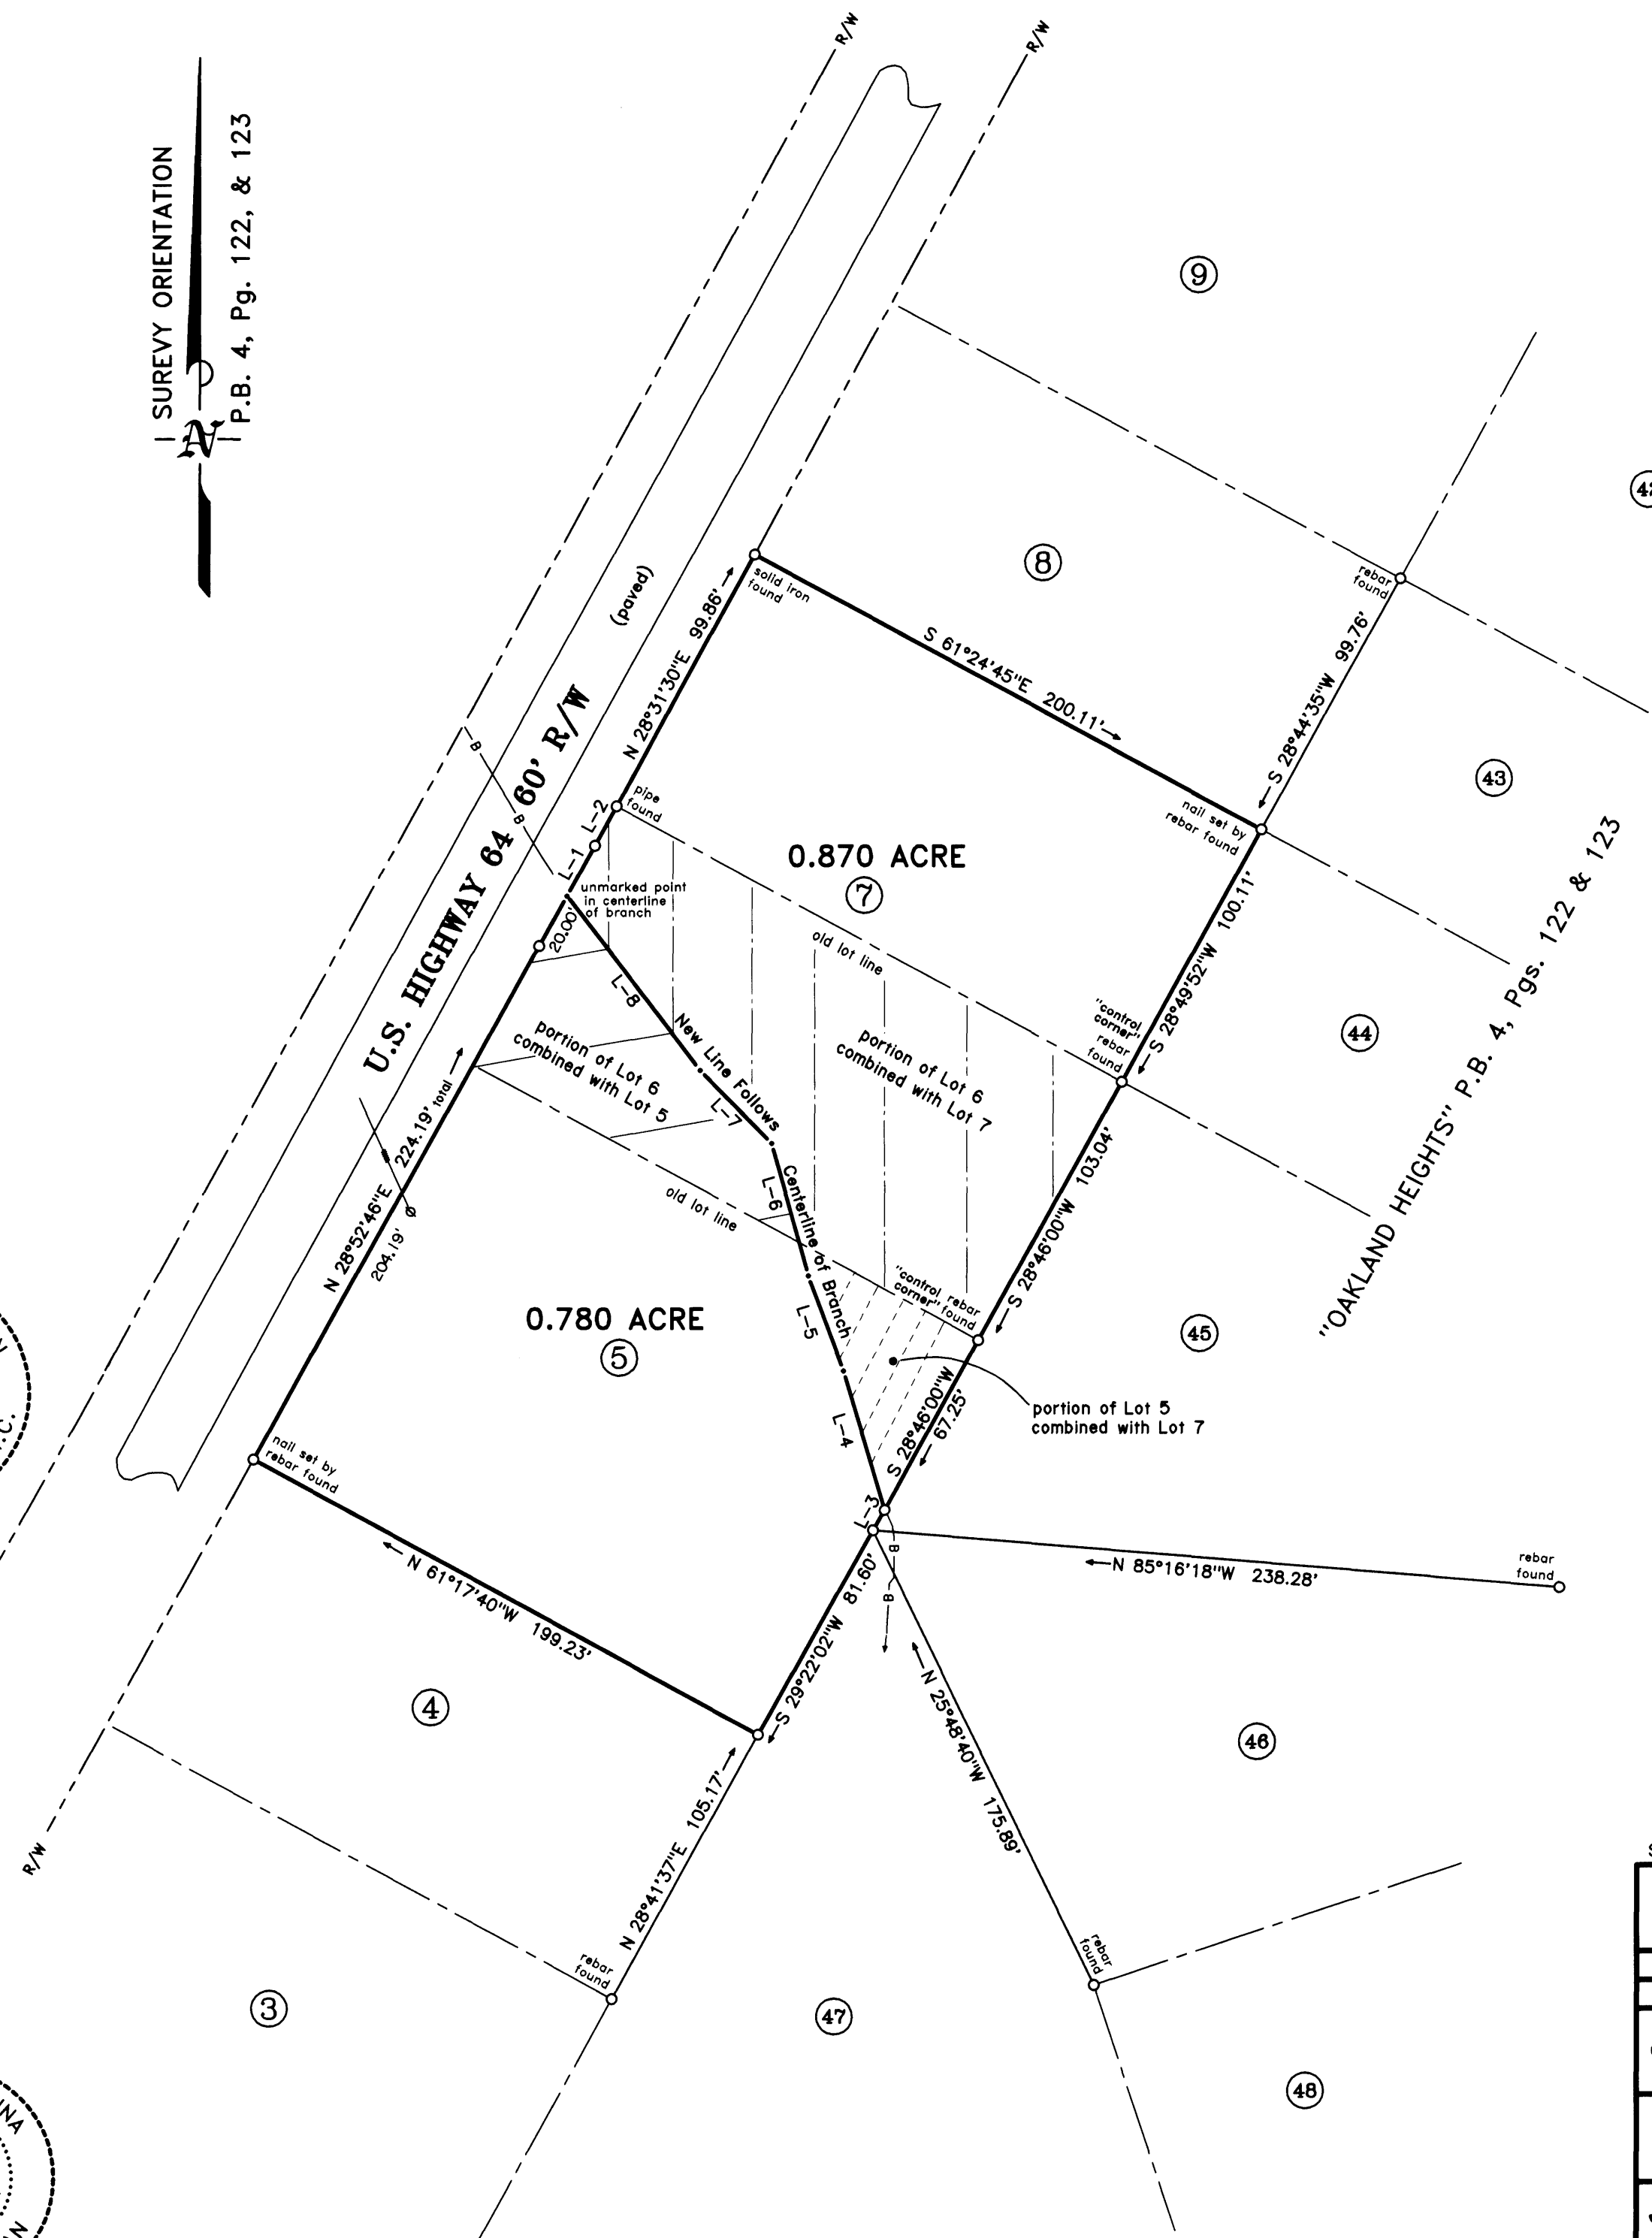 SUREVY ORIENTATION
N
P.B. 4, Pg. 122, & 123
R/W
R/W
9
8
solid iron
found
rebar
found
(paved)
N 28°31'30"E 99.86'
S 61°24'45"E 200.11'
S 28°44'35"W 99.76'
43
nail set by
rebar found
U.S. HIGHWAY 64 60' R/W
B
B
L-2
L-1
pipe
found
0.870 ACRE
7
unmarked point
in centerline
of branch
20.00'
old lot line
S 28°49'52"W 100.11'
"OAKLAND HEIGHTS" P.B. 4, Pgs. 122 & 123
L-8
"control
corner"
rebar
found
44
portion of Lot 6
combined with Lot 5
New Line Follows
Centerline of Branch
portion of Lot 6
combined with Lot 7
L-7
L-6
N 28°52'46"E 224.19' total
204.19'
old lot line
S 28°46'00"W 103.04'
"control
corner"
rebar
found
L-5
0.780 ACRE
5
45
S 28°46'00"W
67.25'
portion of Lot 5
combined with Lot 7
L-4
nail set by
rebar found
L-3
B
B
N 85°16'18"W 238.28'
rebar
found
N 61°17'40"W 199.23'
S 29°22'02"W 81.60'
N 25°48'40"W 175.89'
4
46
N 28°41'37"E 105.17'
R/W
rebar
found
rebar
found
3
47
48
.C.